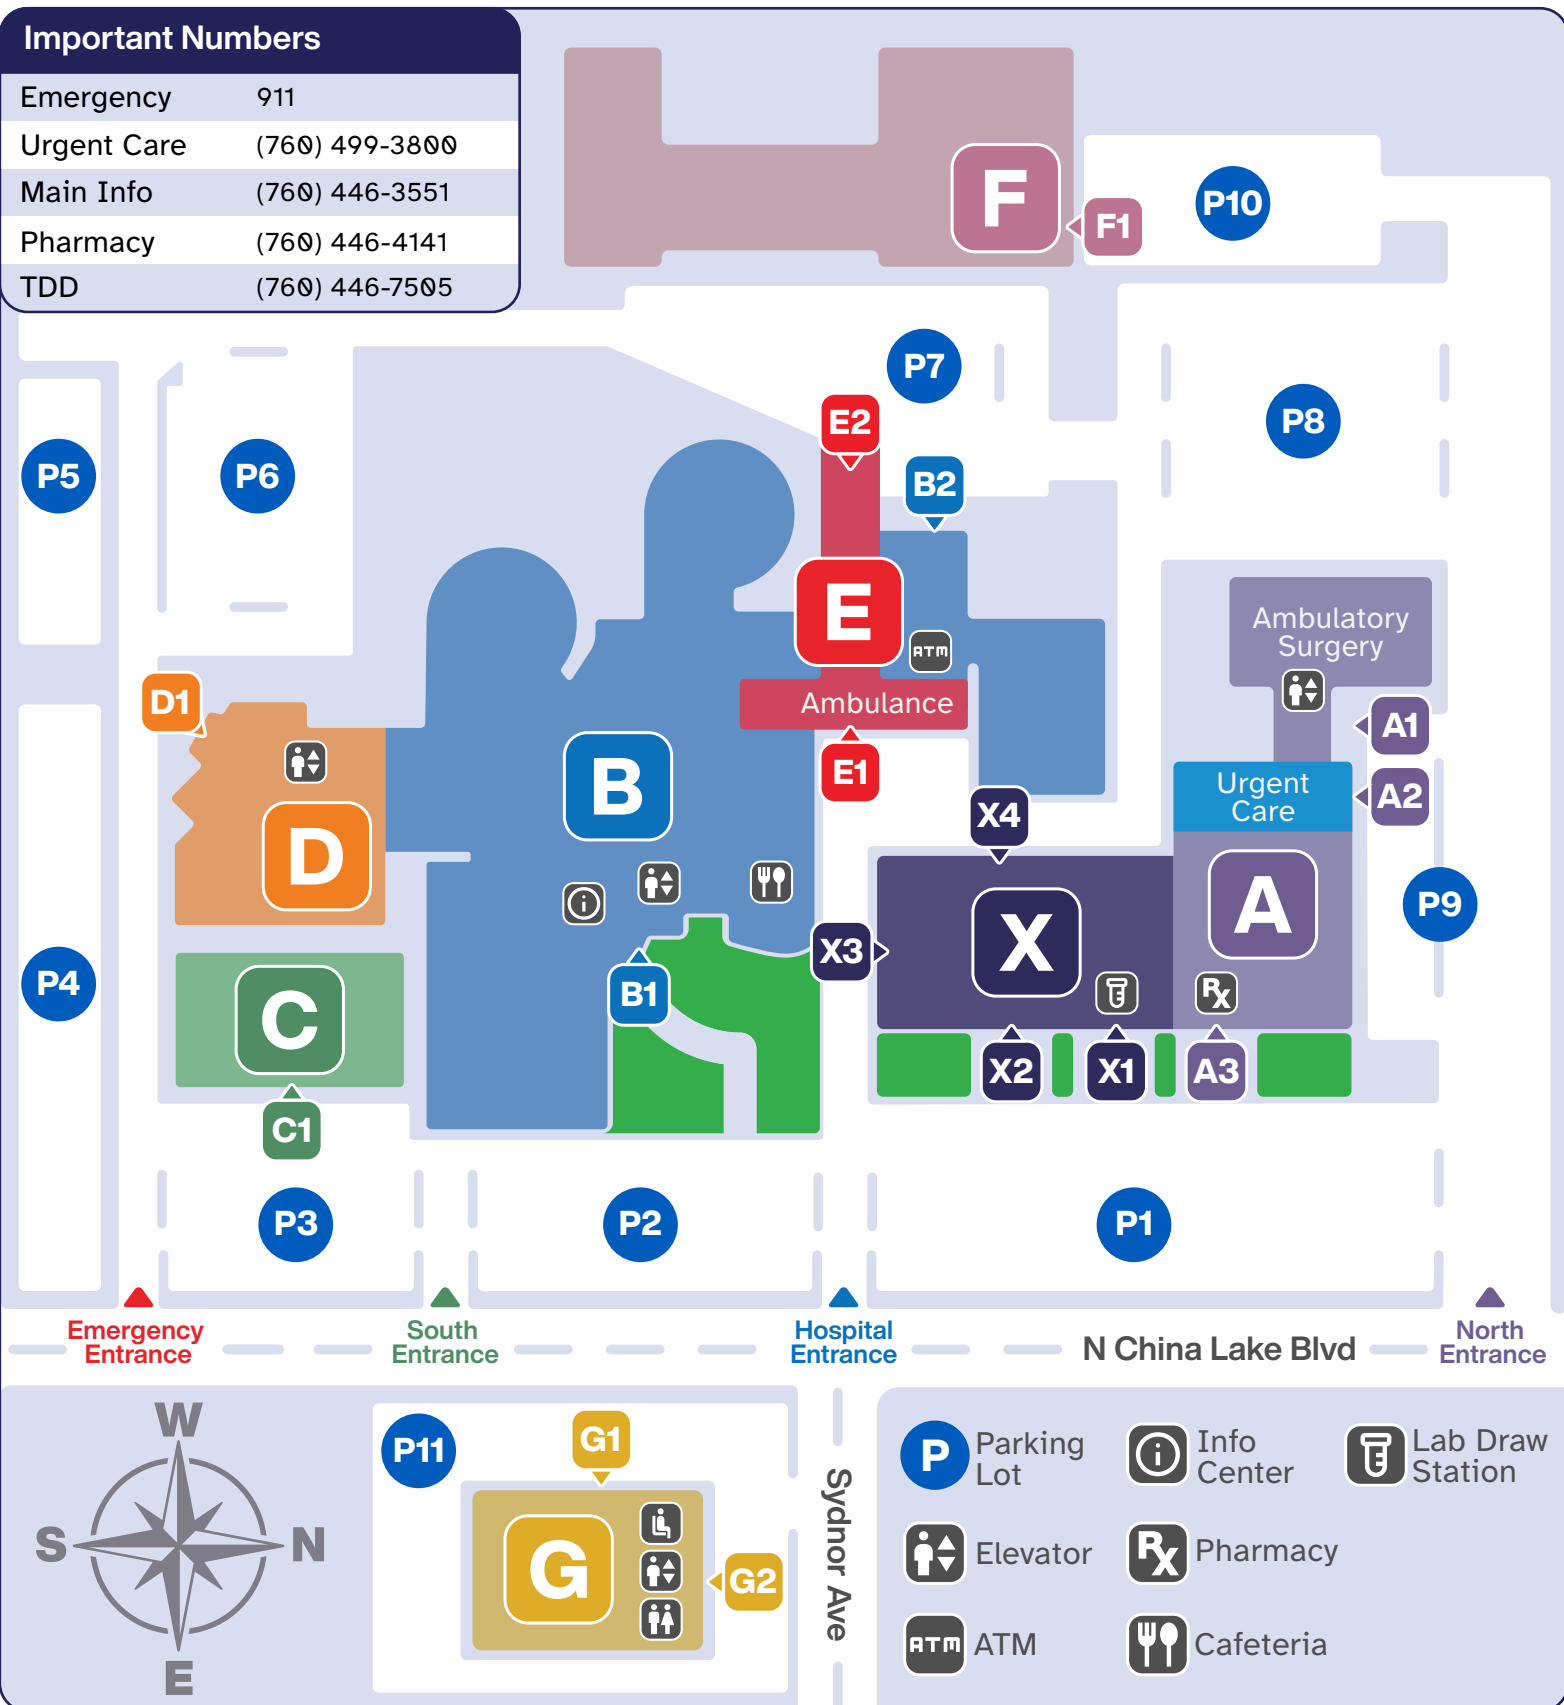 Important Numbers
Emergency 911
Urgent Care (760) 499-3800
Main Info (760) 446-3551
Pharmacy (760) 446-4141
TDD (760) 446-7505
F
F1
P10
P7
P8
E2
B2
P5
P6
E
ATM
Ambulatory
Surgery
D1
Ambulance
A1
B
E1
Urgent
Care
A2
X4
D
X
A
P9
X3
P4
C
B1
Rx
X2
X1
A3
C1
P3
P2
P1
Emergency
Entrance
South
Entrance
Hospital
Entrance
N China Lake Blvd
North
Entrance
W
S
N
E
P11
G1
G
G2
Sydnor Ave
P Parking
Lot
Info
Center
Lab Draw
Station
Elevator
Rx Pharmacy
ATM ATM
Cafeteria